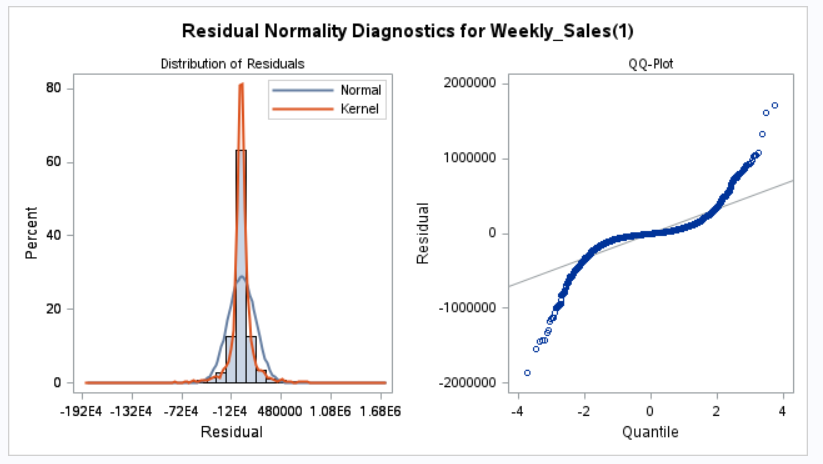 Residual Normality Diagnostics for Weekly_Sales(1)
Distribution of Residuals
Normal
Kernel
Percent
80
60
40
20
0
-192E4 -132E4 -72E4 -12E4 480000 1.08E6 1.68E6
Residual
QQ-Plot
Residual
2000000
1000000
0
-1000000
-2000000
-4 -2 0 2 4
Quantile